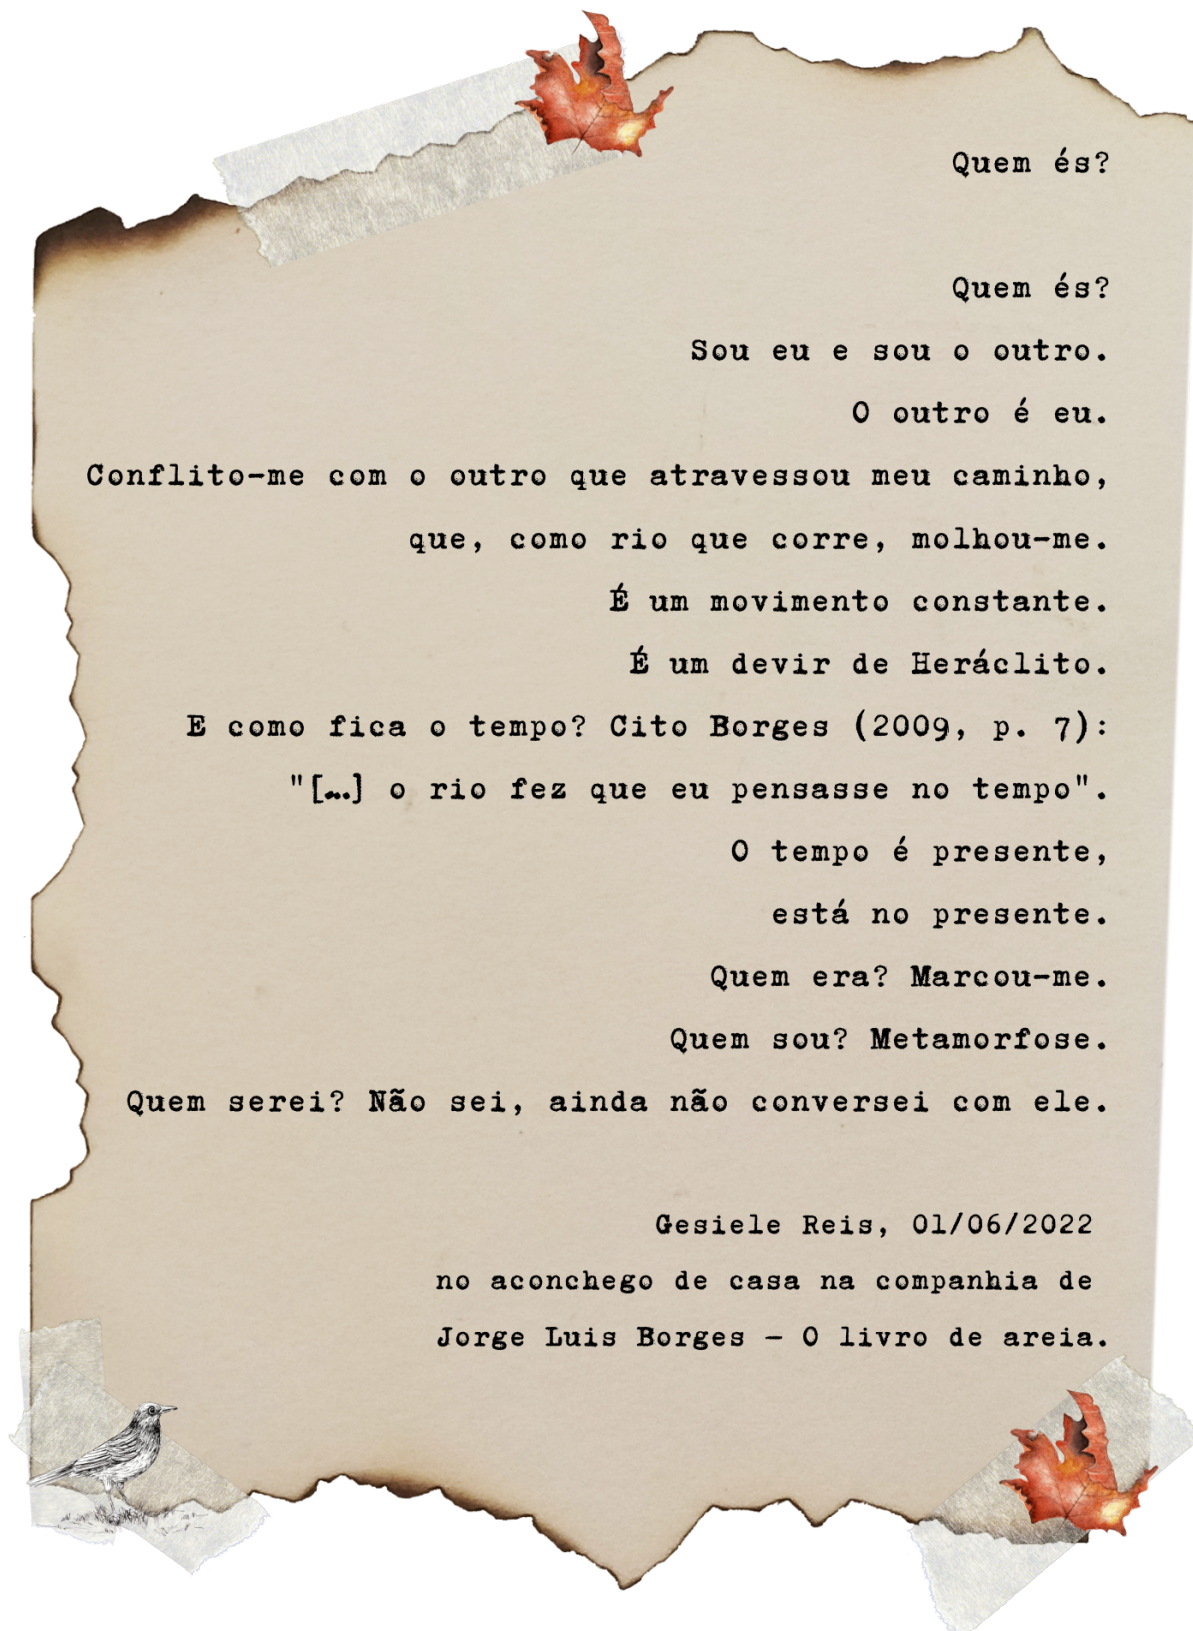 Quem és?
Quem és?
Sou eu e sou o outro.
O outro é eu.
Conflito-me com o outro que atravessou meu caminho,
que, como rio que corre, molhou-me.
É um movimento constante.
É um devir de Heráclito.
E como fica o tempo? Cito Borges (2009, p. 7):
"[…] o rio fez que eu pensasse no tempo".
O tempo é presente,
está no presente.
Quem era? Marcou-me.
Quem sou? Metamorfose.
Quem serei? Não sei, ainda não conversei com ele.
Gesiele Reis, 01/06/2022
no aconchego de casa na companhia de
Jorge Luis Borges – O livro de areia.